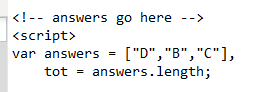 <!-- answers go here -->
<script>
var answers = ["D","B","C"],
    tot = answers.length;